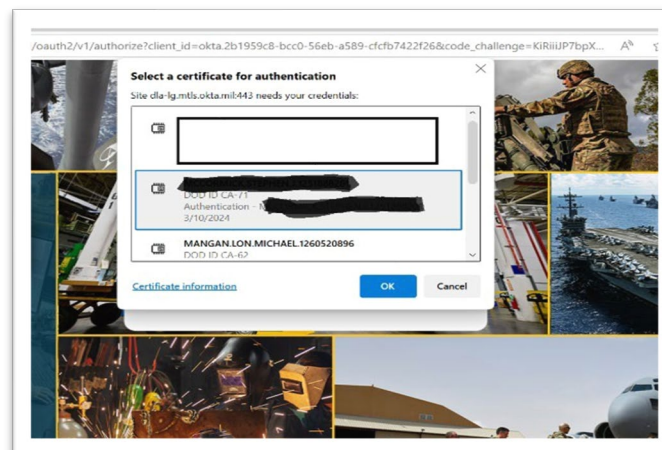 /oauth2/v1/authorize?client_id=okta.2b1959c8-bcc0-56eb-a589-cfcfb7422f26&code_challenge=KiRiiiJP7bpX...
Select a certificate for authentication
Site dla-lg.mtls.okta.mil:443 needs your credentials:
DOD ID CA-71
Authentication -
3/10/2024
MANGAN.LON.MICHAEL.1260520896
DOD ID CA-62
Certificate information
OK
Cancel